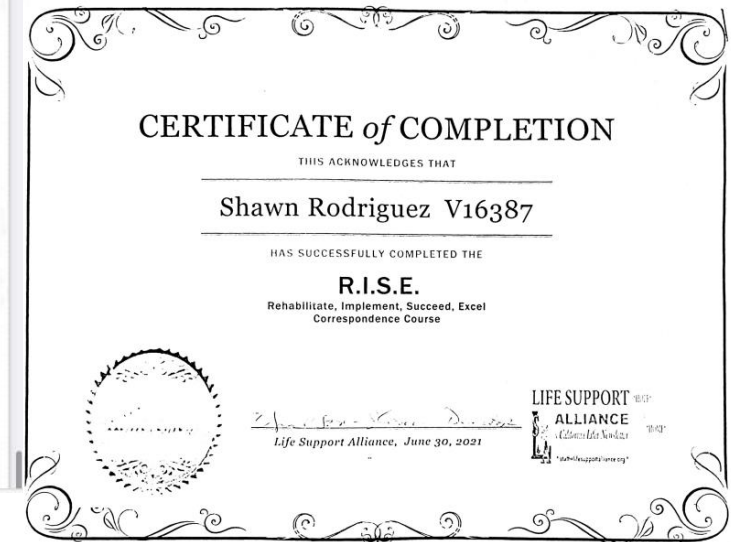 CERTIFICATE of COMPLETION
THIS ACKNOWLEDGES THAT
Shawn Rodriguez V16387
HAS SUCCESSFULLY COMPLETED THE
R.I.S.E.
Rehabilitate, Implement, Succeed, Excel
Correspondence Course
Life Support Alliance, June 30, 2021
LIFE SUPPORT
ALLIANCE